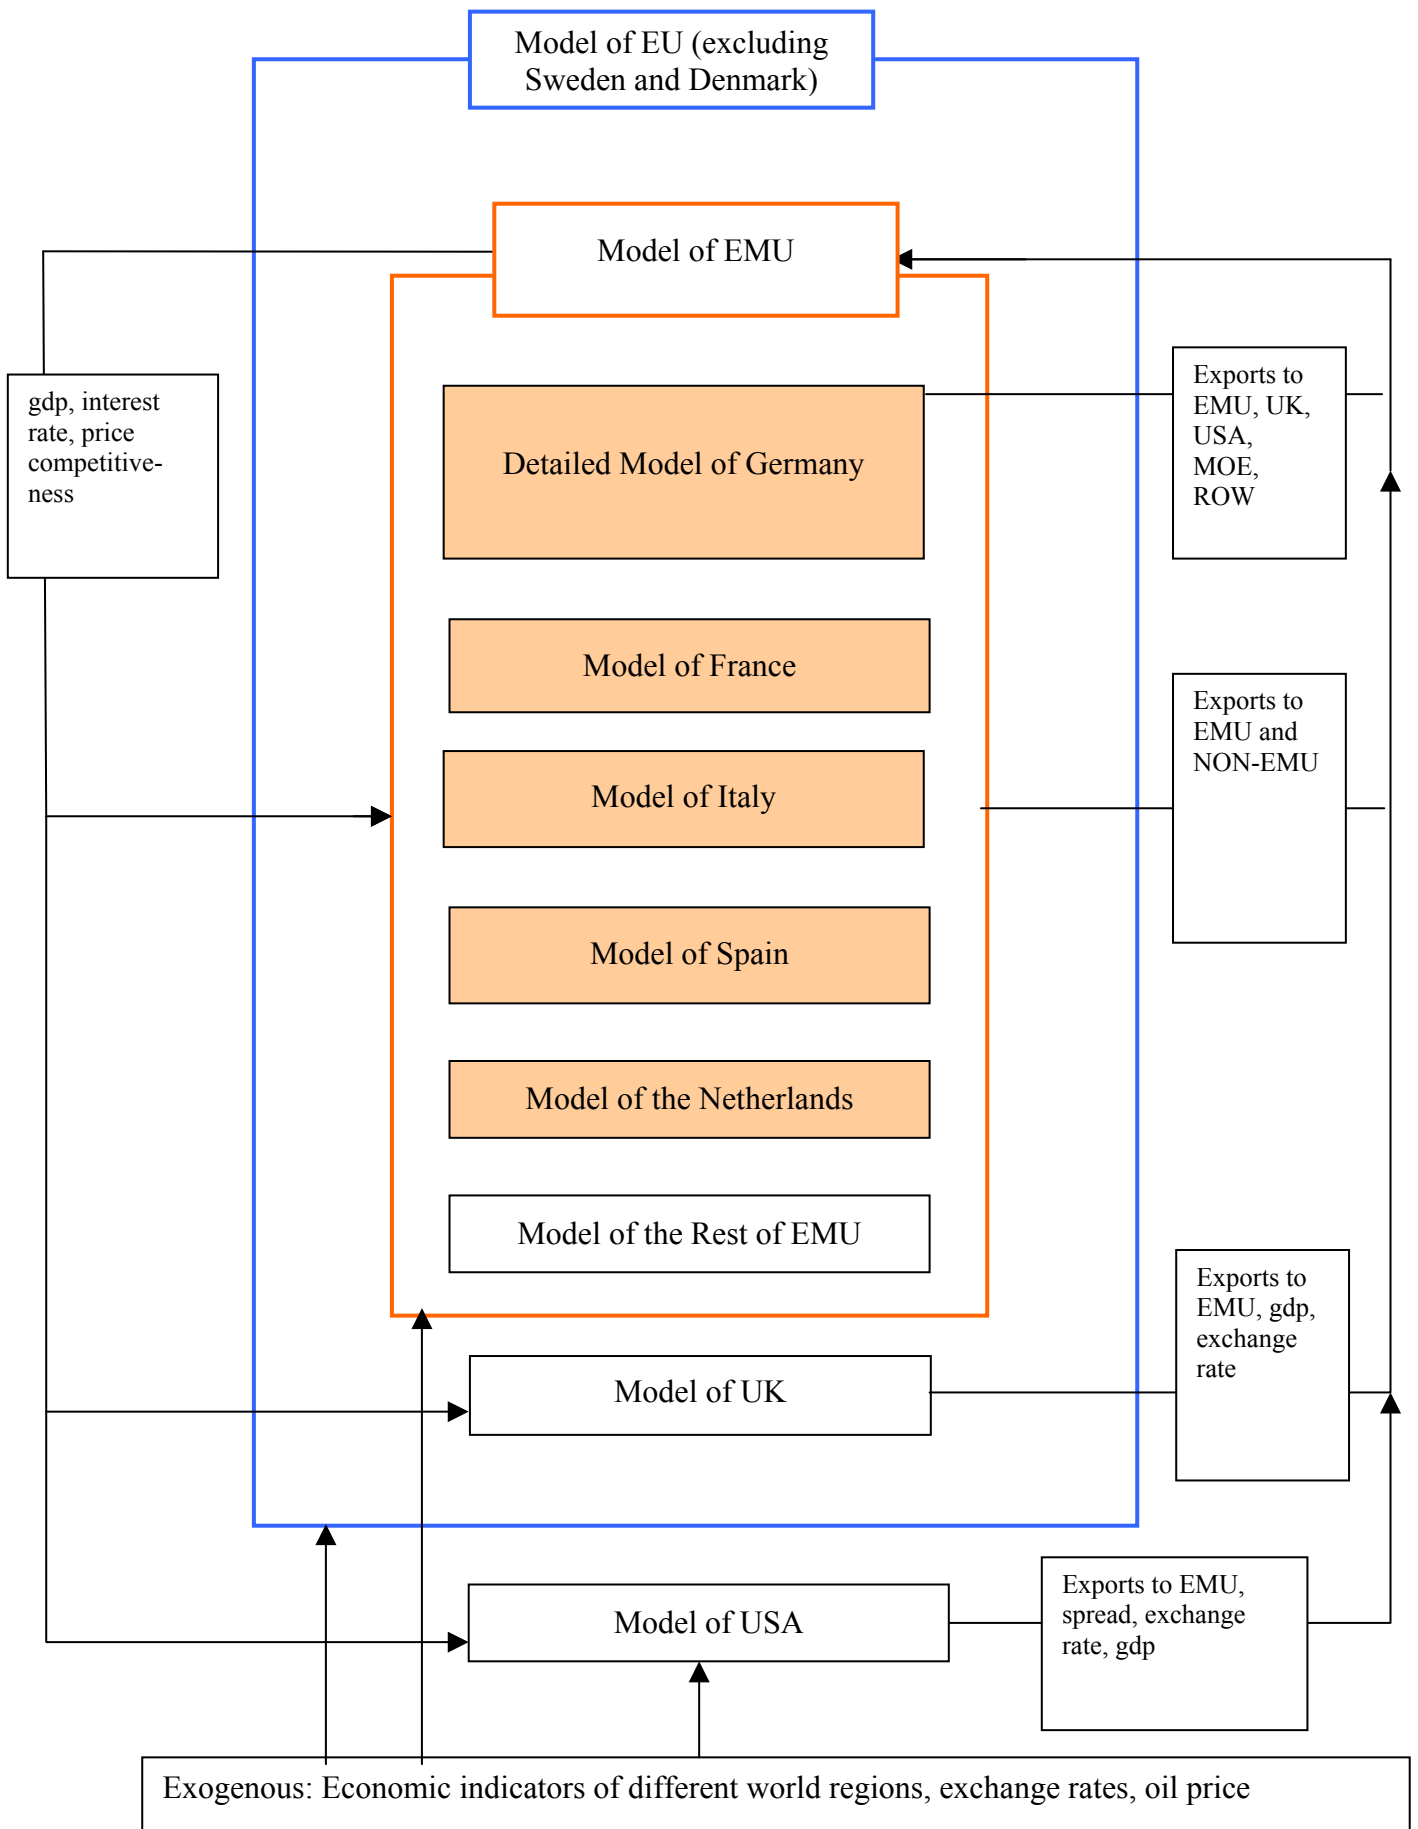 Model of EU (excluding
Sweden and Denmark)
Model of EMU
gdp, interest
rate, price
competitive-
ness
Exports to
EMU, UK,
USA,
MOE,
ROW
Detailed Model of Germany
Model of France
Exports to
EMU and
NON-EMU
Model of Italy
Model of Spain
Model of the Netherlands
Model of the Rest of EMU
Exports to
EMU, gdp,
exchange
rate
Model of UK
Model of USA
Exports to EMU,
spread, exchange
rate, gdp
Exogenous: Economic indicators of different world regions, exchange rates, oil price